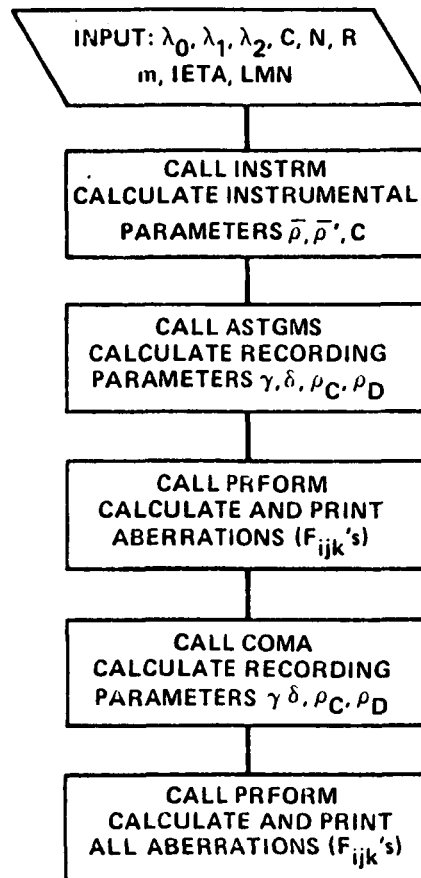 INPUT: λ0, λ1, λ2, C, N, R
m, IETA, LMN
CALL INSTRM
CALCULATE INSTRUMENTAL
PARAMETERS ρ̄, ρ̄', C
CALL ASTGMS
CALCULATE RECORDING
PARAMETERS γ, δ, ρC, ρD
CALL PRFORM
CALCULATE AND PRINT
ABERRATIONS (Fijk's)
CALL COMA
CALCULATE RECORDING
PARAMETERS γ δ, ρC, ρD
CALL PRFORM
CALCULATE AND PRINT
ALL ABERRATIONS (Fijk's)